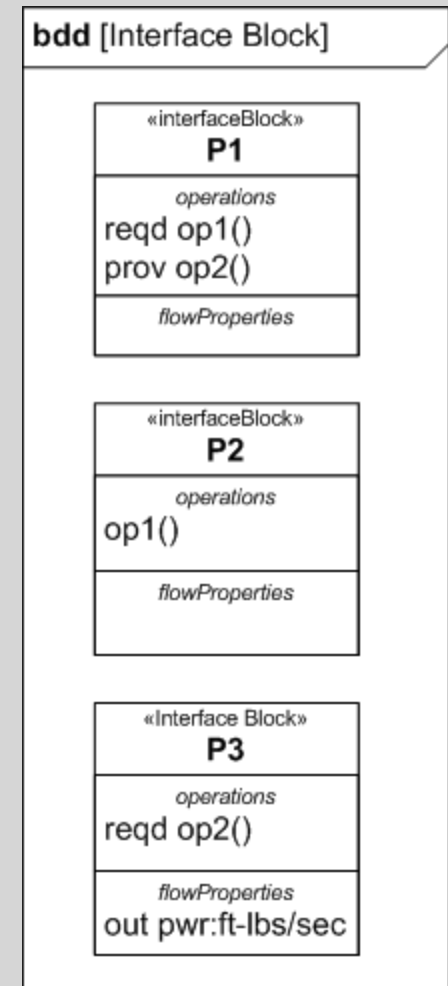 bdd [Interface Block]
«interfaceBlock»
P1
operations
reqd op1()
prov op2()
flowProperties
«interfaceBlock»
P2
operations
op1()
flowProperties
«Interface Block»
P3
operations
reqd op2()
flowProperties
out pwr:ft-lbs/sec